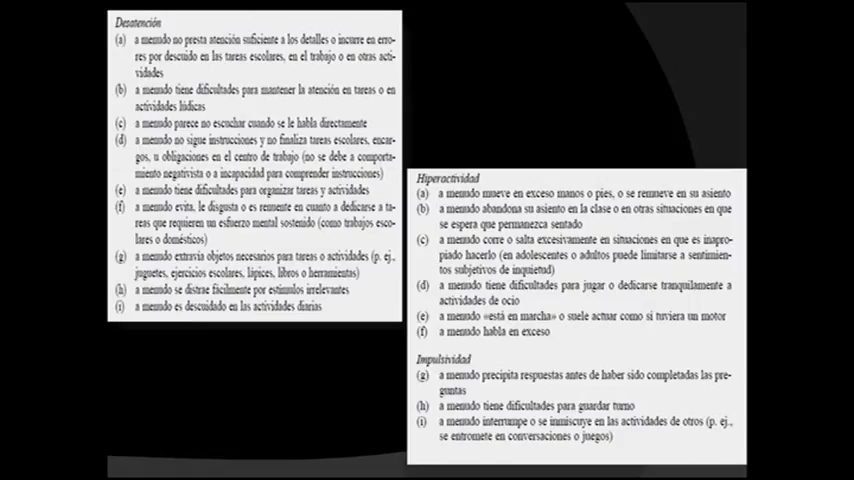 Desatención
(a) a menudo no presta atención suficiente a los detalles o incurre en erro-
res por descuido en las tareas escolares, en el trabajo o en otras acti-
vidades
(b) a menudo tiene dificultades para mantener la atención en tareas o en
actividades lúdicas
(c) a menudo parece no escuchar cuando se le habla directamente
(d) a menudo no sigue instrucciones y no finaliza tareas escolares, encar-
gos, u obligaciones en el centro de trabajo (no se debe a comporta-
miento negativista o a incapacidad para comprender instrucciones)
(e) a menudo tiene dificultades para organizar tareas y actividades
(f) a menudo evita, le disgusta o es renuente en cuanto a dedicarse a ta-
reas que requieren un esfuerzo mental sostenido (como trabajos esco-
lares o domésticos)
(g) a menudo extravía objetos necesarios para tareas o actividades (p. ej.,
juguetes, ejercicios escolares, lápices, libros o herramientas)
(h) a menudo se distrae fácilmente por estímulos irrelevantes
(i) a menudo es descuidado en las actividades diarias
Hiperactividad
(a) a menudo mueve en exceso manos o pies, o se remueve en su asiento
(b) a menudo abandona su asiento en la clase o en otras situaciones en que
se espera que permanezca sentado
(c) a menudo corre o salta excesivamente en situaciones en que es inapro-
piado hacerlo (en adolescentes o adultos puede limitarse a sentimien-
tos subjetivos de inquietud)
(d) a menudo tiene dificultades para jugar o dedicarse tranquilamente a
actividades de ocio
(e) a menudo «está en marcha» o suele actuar como si tuviera un motor
(f) a menudo habla en exceso
Impulsividad
(g) a menudo precipita respuestas antes de haber sido completadas las pre-
guntas
(h) a menudo tiene dificultades para guardar turno
(i) a menudo interrumpe o se inmiscuye en las actividades de otros (p. ej.,
se entromete en conversaciones o juegos)